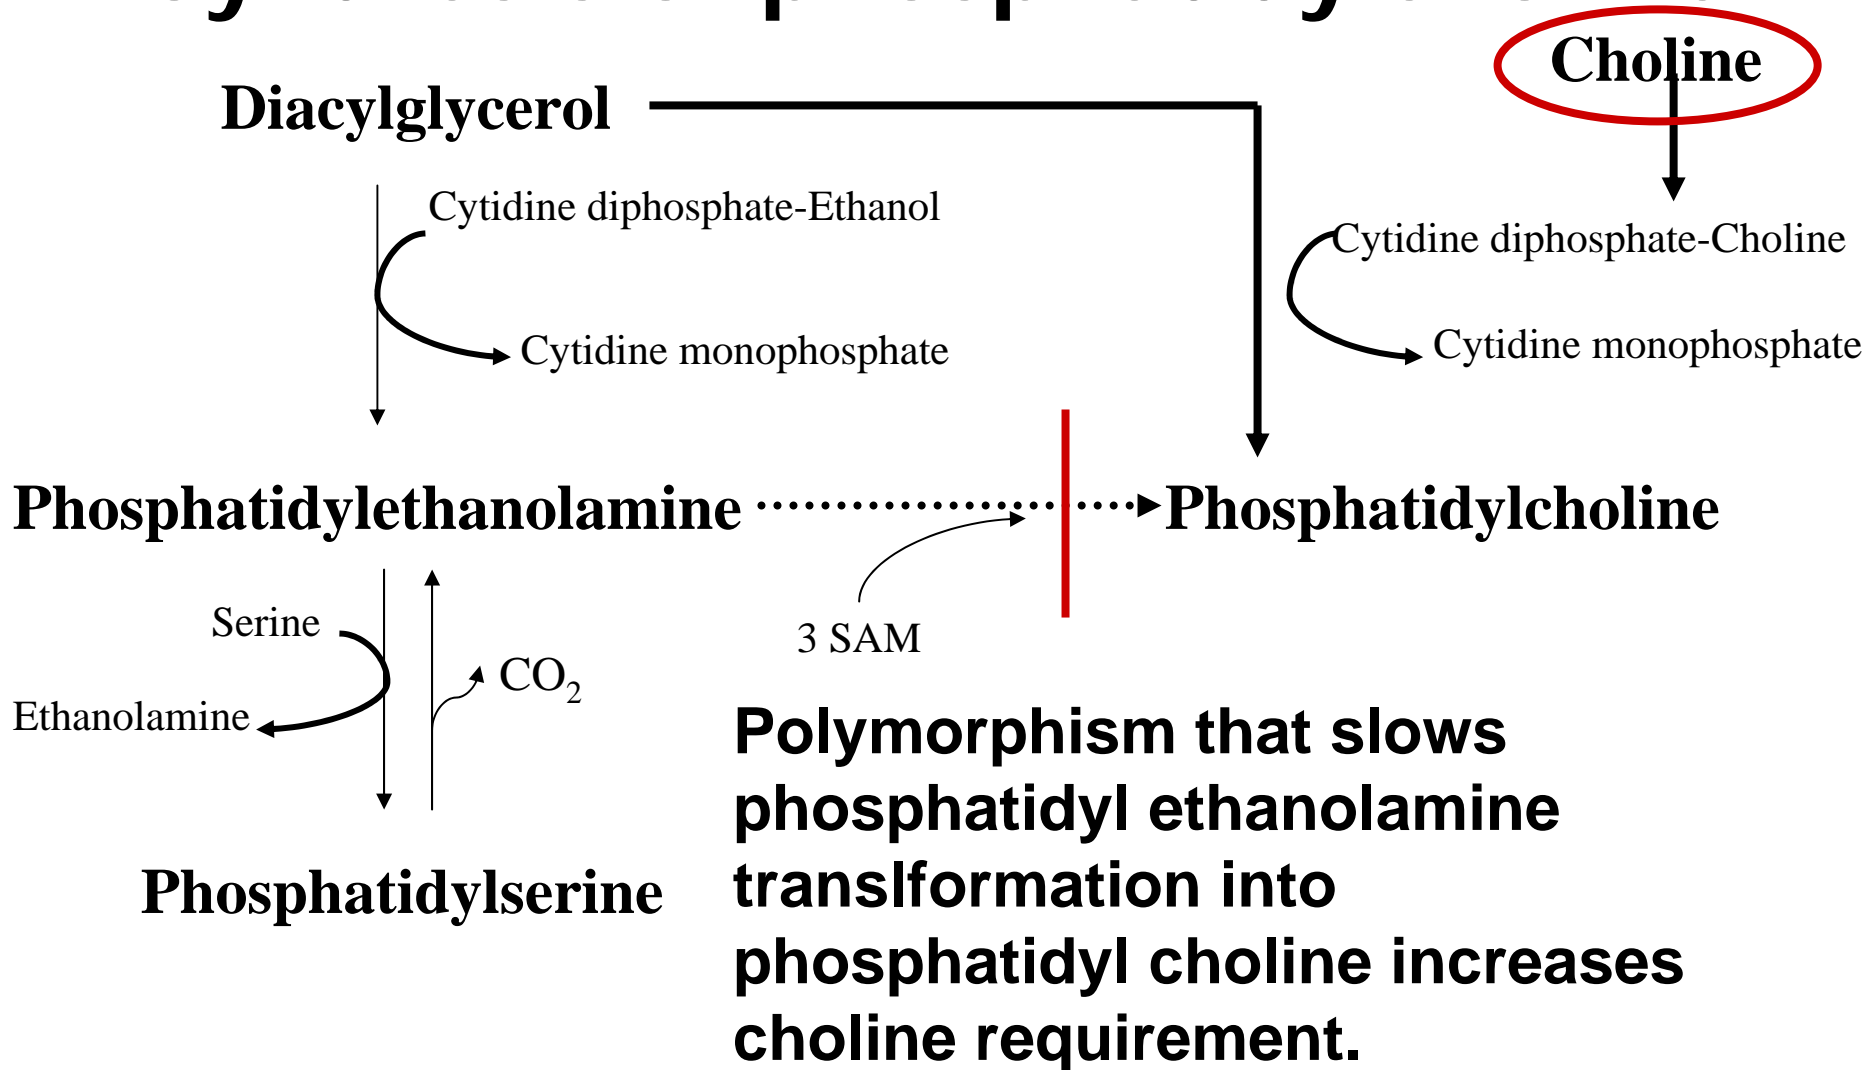 Choline
Diacylglycerol
Cytidine diphosphate-Ethanol
Cytidine diphosphate-Choline
Cytidine monophosphate
Cytidine monophosphate
Phosphatidylethanolamine
Phosphatidylcholine
Serine
3 SAM
CO2
Ethanolamine
Polymorphism that slows
phosphatidyl ethanolamine
translformation into
phosphatidyl choline increases
choline requirement.
Phosphatidylserine